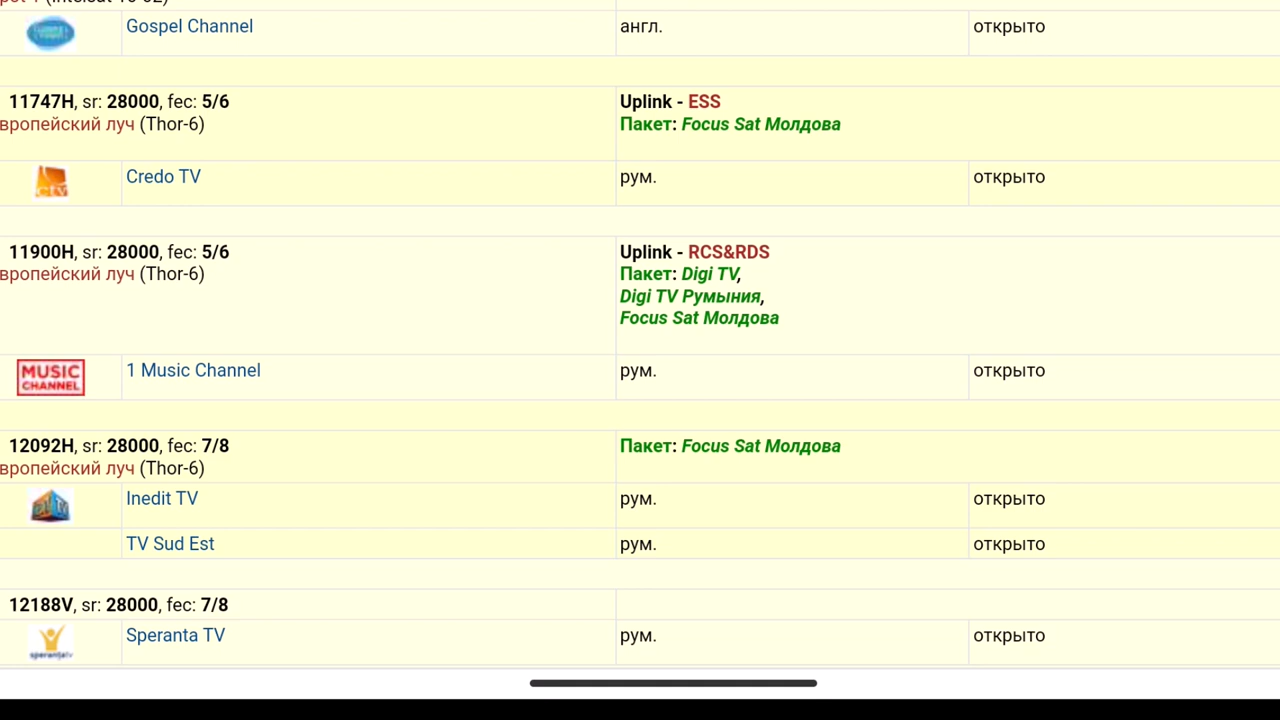 Gospel Channel англ. открыто
11747H, sr: 28000, fec: 5/6 Uplink - ESS
вропейский луч (Thor-6) Пакет: Focus Sat Молдова
ctv Credo TV рум. открыто
11900H, sr: 28000, fec: 5/6 Uplink - RCS&RDS
вропейский луч (Thor-6) Пакет: Digi TV,
Digi TV Румыния,
Focus Sat Молдова
MUSIC CHANNEL 1 Music Channel рум. открыто
12092H, sr: 28000, fec: 7/8 Пакет: Focus Sat Молдова
вропейский луч (Thor-6)
Inedit TV рум. открыто
TV Sud Est рум. открыто
12188V, sr: 28000, fec: 7/8
Speranta TV рум. открыто